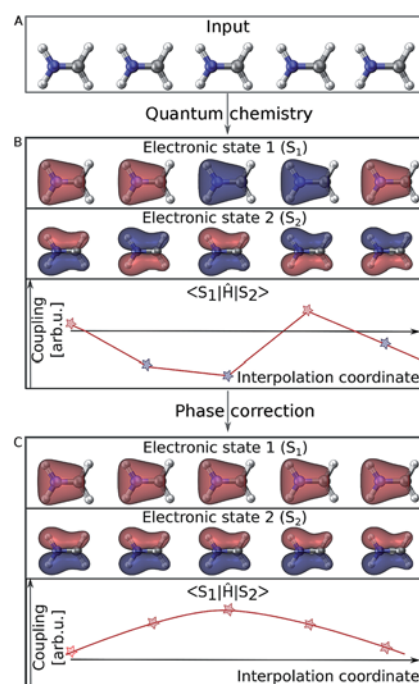 A
Input
Quantum chemistry
B
Electronic state 1 (S₁)
Electronic state 2 (S₂)
<S₁|Ĥ|S₂>
Coupling
[arb.u.]
Interpolation coordinate
Phase correction
C
Electronic state 1 (S₁)
Electronic state 2 (S₂)
<S₁|Ĥ|S₂>
Coupling
[arb.u.]
Interpolation coordinate